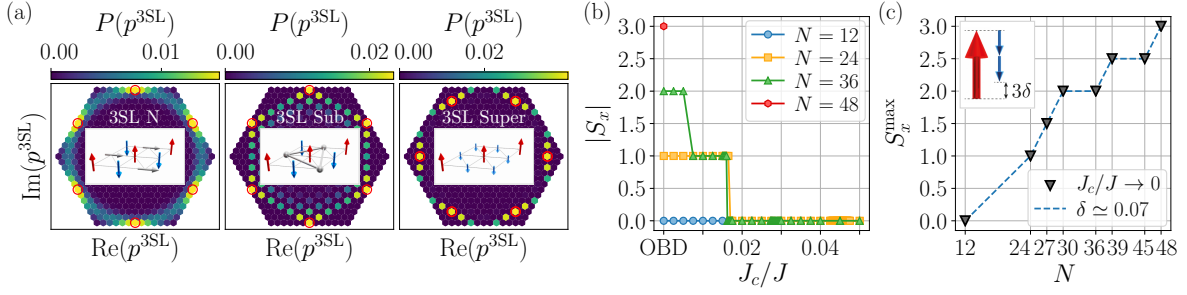 (a)
P(p^3SL) P(p^3SL) P(p^3SL)
0.00 0.01 0.00 0.02 0.00 0.02
3SL N 3SL Sub 3SL Super
Im(p^3SL)
Re(p^3SL) Re(p^3SL) Re(p^3SL)
(b)
|S_x|
3.0
2.5
2.0
1.5
1.0
0.5
0.0
N = 12
N = 24
N = 36
N = 48
OBD 0.02 0.04
J_c/J
(c)
S_x^max
3.0
2.5
2.0
1.5
1.0
0.5
0.0
3δ
J_c/J → 0
δ ≃ 0.07
12 24 27 30 36 39 45 48
N